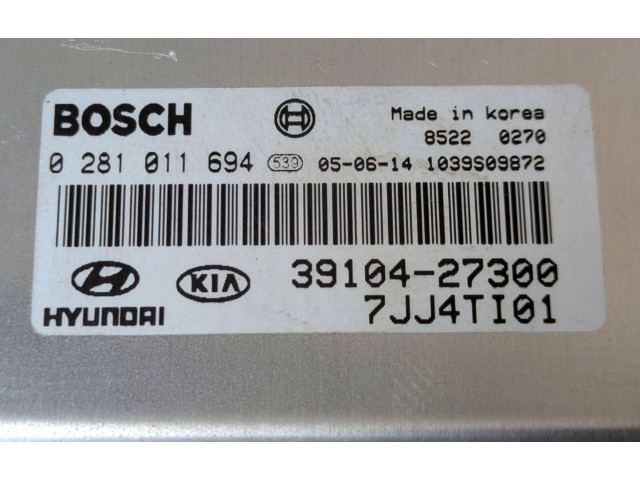 BOSCH Made in korea
8522 0270
0 281 011 694 539 05-06-14 1039S09872
39104-27300
HYUNDAI KIA 7JJ4TI01